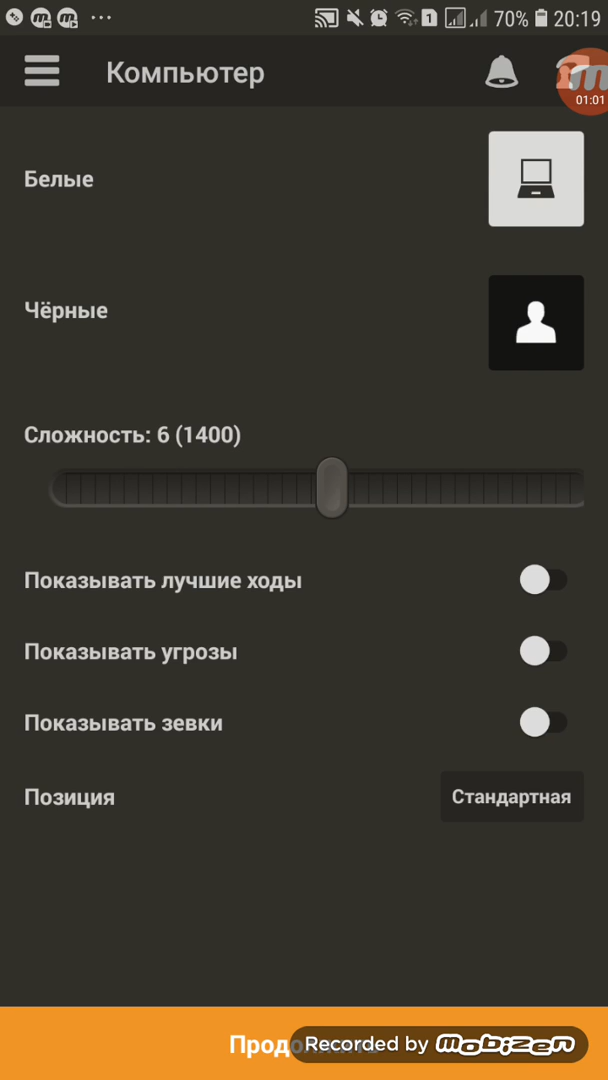 70% 20:19
Компьютер
01:01
Белые
Чёрные
Сложность: 6 (1400)
Показывать лучшие ходы
Показывать угрозы
Показывать зевки
Позиция
Стандартная
Recorded by Mobizen